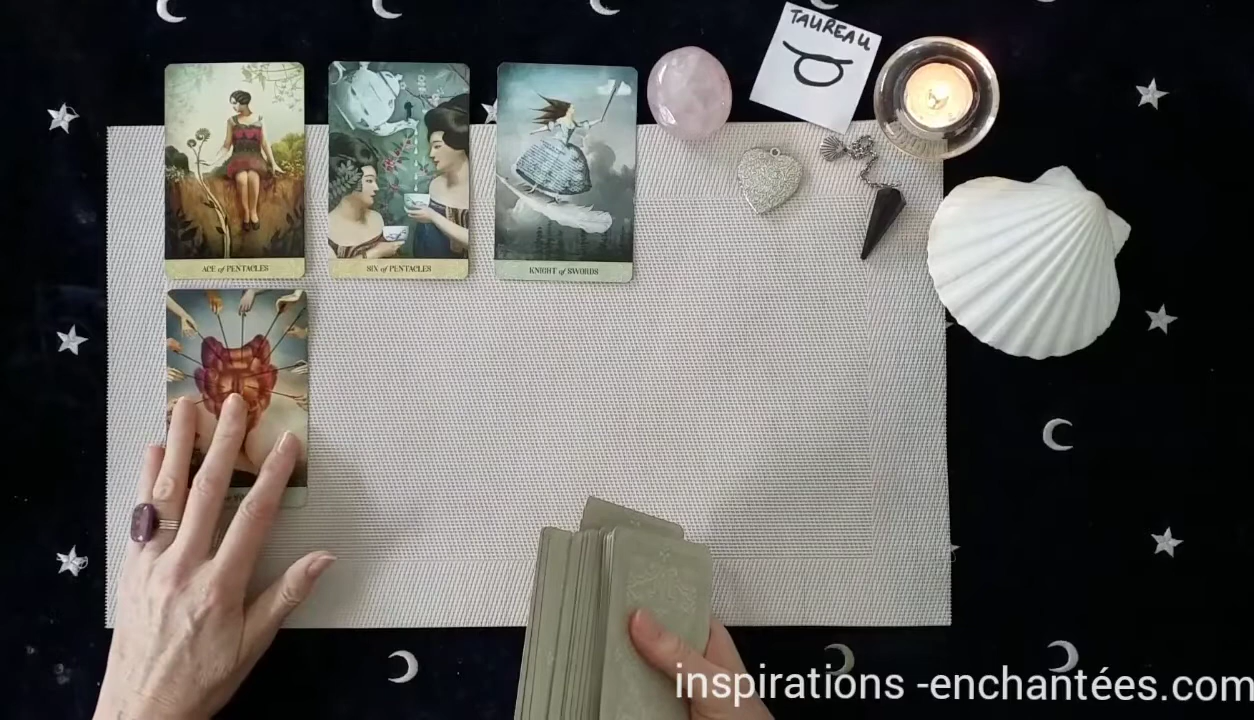 TAUREAU
ACE of PENTACLES
SIX of PENTACLES
KNIGHT of SWORDS
inspirations -enchantées.com